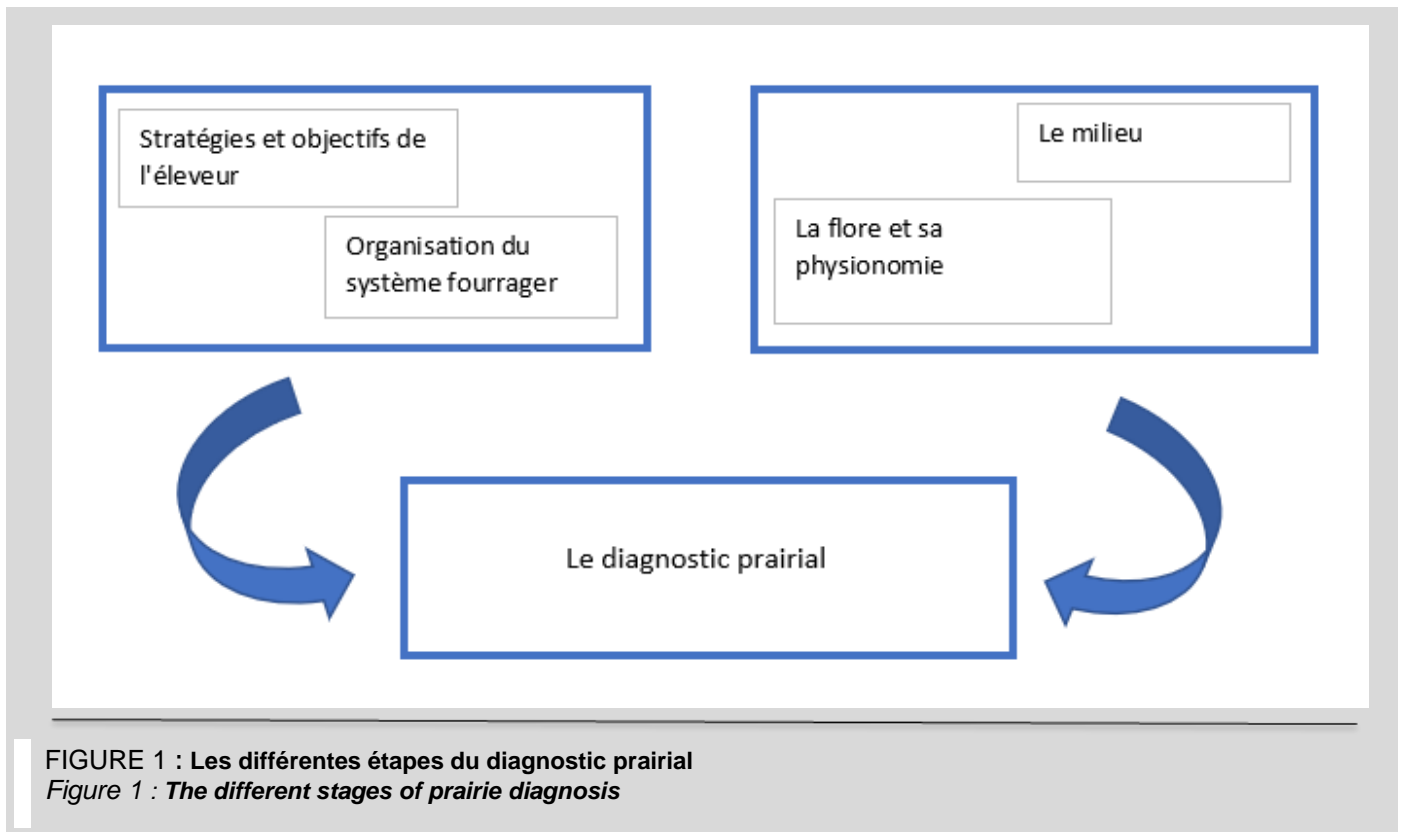 Stratégies et objectifs de
l'éleveur
Organisation du
système fourrager
Le milieu
La flore et sa
physionomie
Le diagnostic prairial
FIGURE 1 : Les différentes étapes du diagnostic prairial
Figure 1 : The different stages of prairie diagnosis